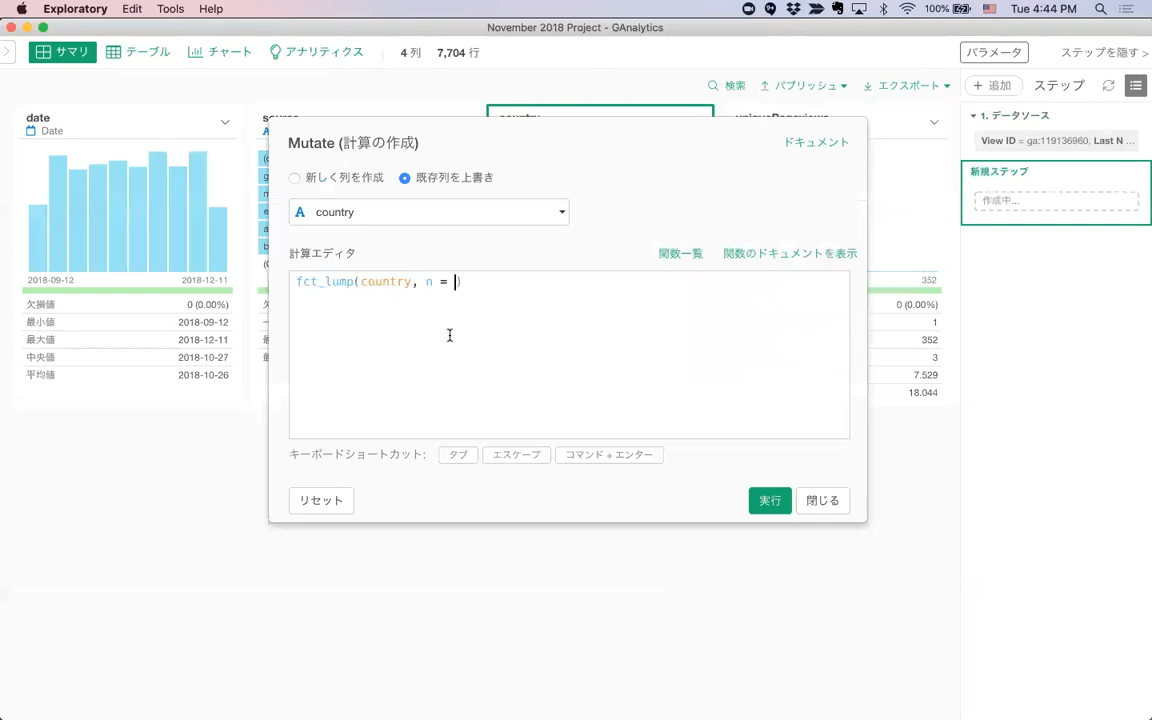 Exploratory Edit Tools Help 100% Tue 4:44 PM
November 2018 Project - GAnalytics
サマリ テーブル チャート アナリティクス 4 列 7,704 行 パラメータ ステップを隠す >
検索 パブリッシュ エクスポート + 追加 ステップ
date
Date
2018-09-12 2018-12-11
欠損値 0 (0.00%)
最小値 2018-09-12
最大値 2018-12-11
中央値 2018-10-27
平均値 2018-10-26
Mutate (計算の作成) ドキュメント
新しく列を作成 既存列を上書き
A country
計算エディタ 関数一覧 関数のドキュメントを表示
fct_lump(country, n = )
キーボードショートカット: タブ エスケープ コマンド + エンター
リセット 実行 閉じる
352
0 (0.00%)
1
352
3
7.529
18.044
1. データソース
View ID = ga:119136960, Last N ...
新規ステップ
作成中...